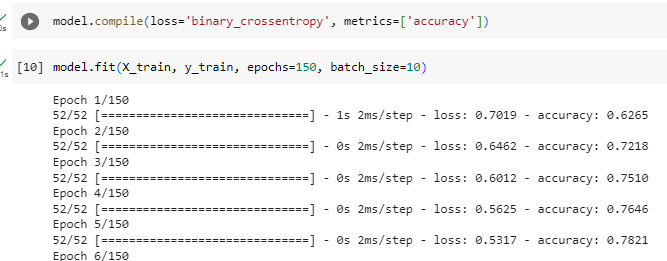 0s
model.compile(loss='binary_crossentropy', metrics=['accuracy'])
1s
[10] model.fit(X_train, y_train, epochs=150, batch_size=10)
Epoch 1/150
52/52 [==============================] - 1s 2ms/step - loss: 0.7019 - accuracy: 0.6265
Epoch 2/150
52/52 [==============================] - 0s 2ms/step - loss: 0.6462 - accuracy: 0.7218
Epoch 3/150
52/52 [==============================] - 0s 2ms/step - loss: 0.6012 - accuracy: 0.7510
Epoch 4/150
52/52 [==============================] - 0s 2ms/step - loss: 0.5625 - accuracy: 0.7646
Epoch 5/150
52/52 [==============================] - 0s 2ms/step - loss: 0.5317 - accuracy: 0.7821
Epoch 6/150